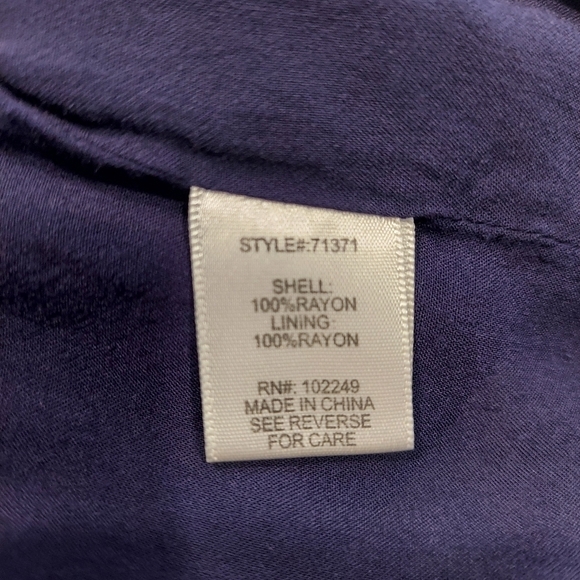 STYLE#:71371
SHELL:
100%RAYON
LINING:
100%RAYON
RN#: 102249
MADE IN CHINA
SEE REVERSE
FOR CARE